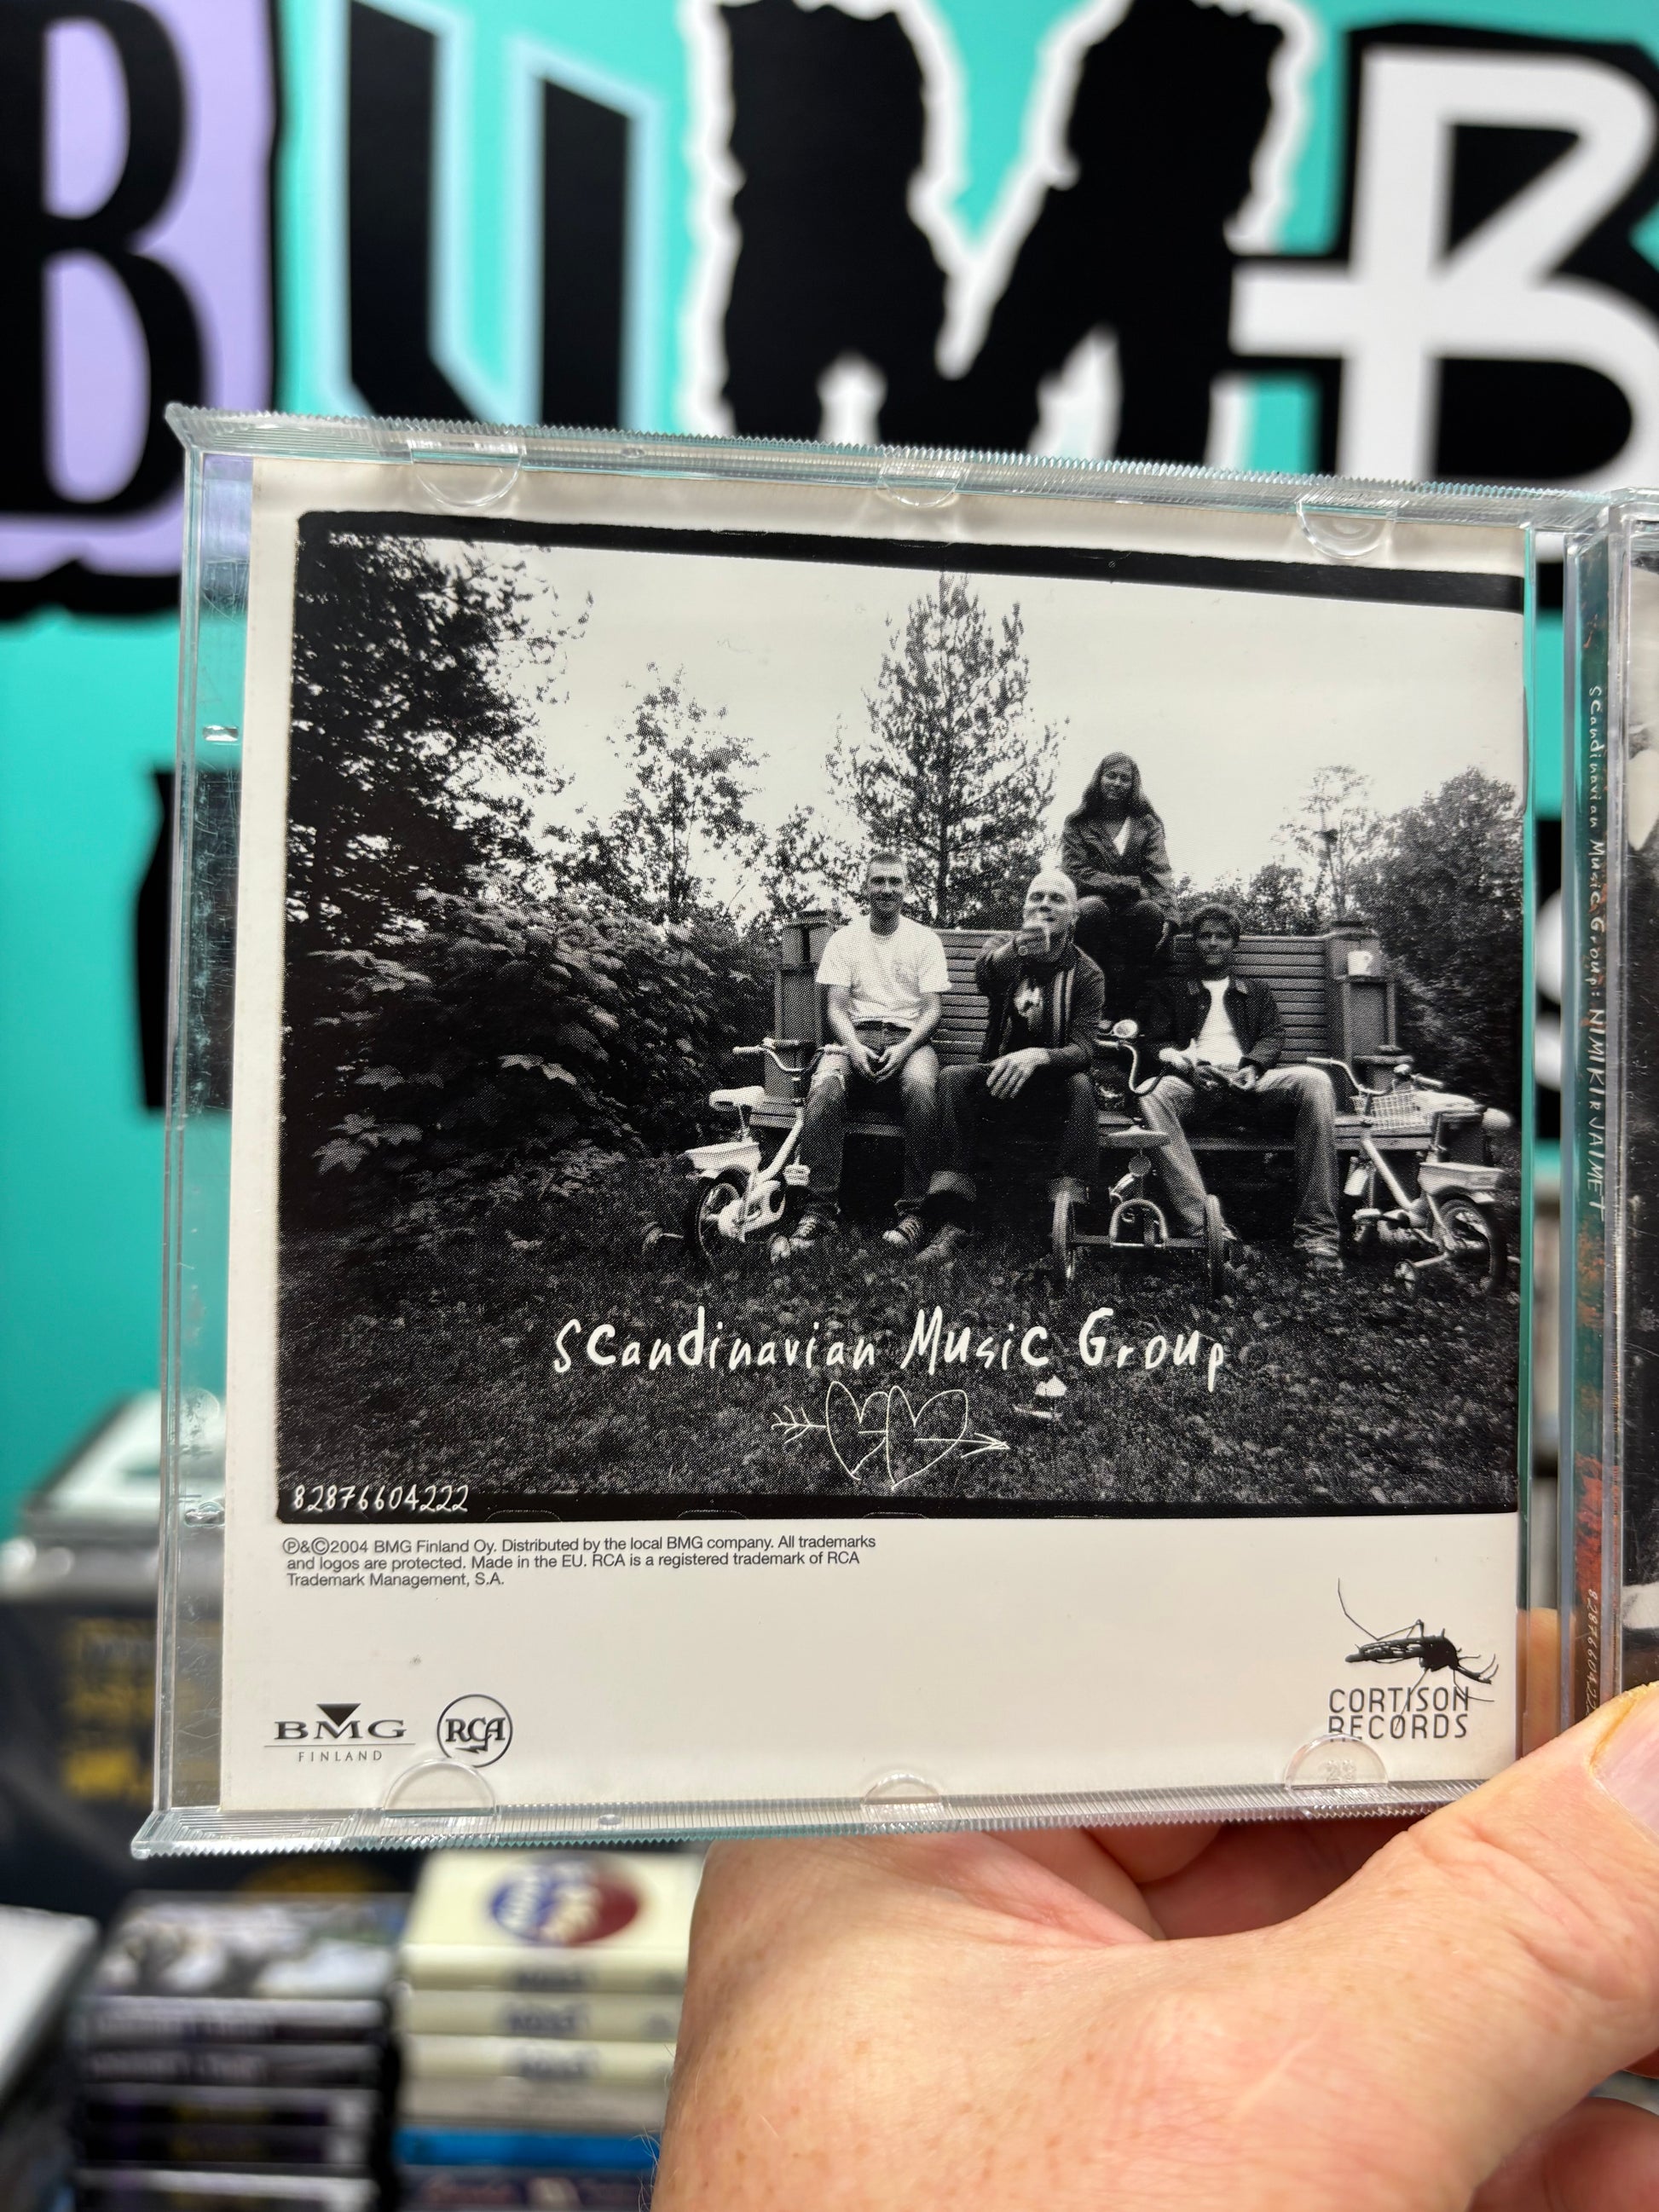 BUMB
Scandinavian Music Group
82876604222
℗&©2004 BMG Finland Oy. Distributed by the local BMG company. All trademarks
and logos are protected. Made in the EU. RCA is a registered trademark of RCA
Trademark Management, S.A.
BMG
FINLAND
RCA
CORTISON
RECORDS
Scandinavian Music Group: NIMIKIRJAIMET